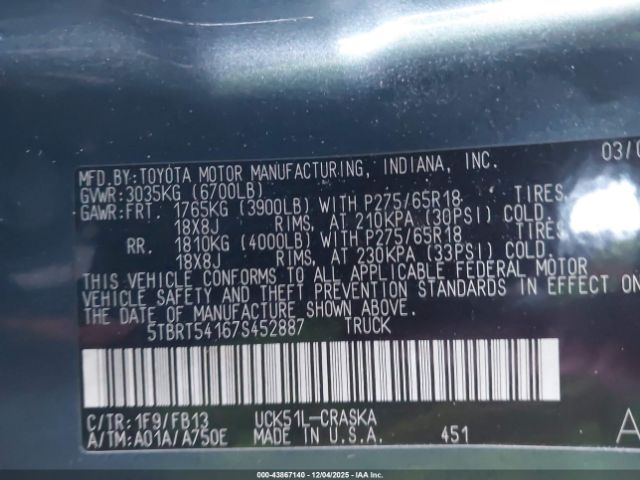 MFD.BY:TOYOTA MOTOR MANUFACTURING, INDIANA, INC. 03/0
GVWR:3035KG (6700LB)
GAWR:FRT. 1765KG (3900LB) WITH P275/65R18 TIRES,
18X8J RIMS, AT 210KPA (30PSI) COLD.
RR. 1810KG (4000LB) WITH P275/65R18 TIRES,
18X8J RIMS, AT 230KPA (33PSI) COLD.
THIS VEHICLE CONFORMS TO ALL APPLICABLE FEDERAL MOTOR
VEHICLE SAFETY AND THEFT PREVENTION STANDARDS IN EFFECT ON
THE DATE OF MANUFACTURE SHOWN ABOVE.
5TBRT54167S452887 TRUCK
C/TR:1F9/FB13 UCK51L-CRASKA
A/TM:A01A/A750E MADE IN U.S.A. 451 A
000-43867140 - 12/04/2025 - IAA Inc.